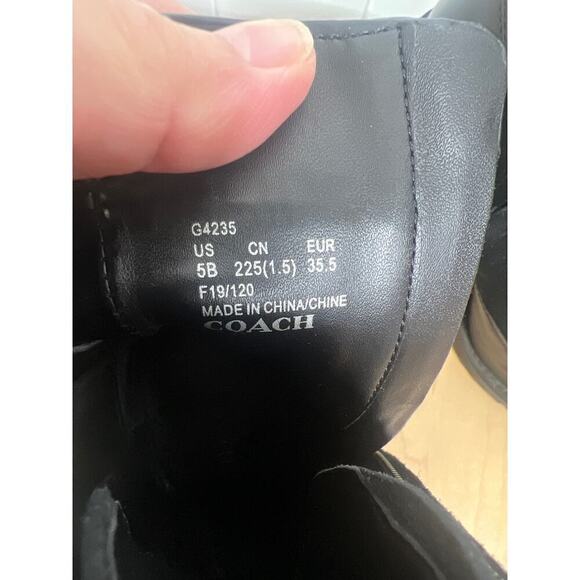 G4235
US CN EUR
5B 225(1.5) 35.5
F19/120
MADE IN CHINA/CHINE
COACH